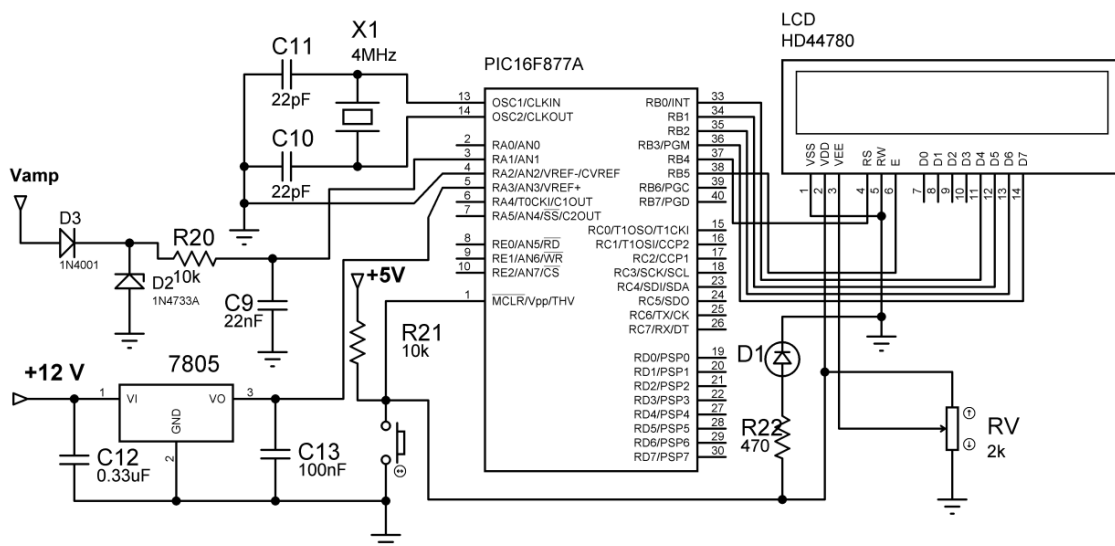 LCD
HD44780
X1
4MHz
C11
22pF
C10
22pF
PIC16F877A
13 OSC1/CLKIN
14 OSC2/CLKOUT
2 RA0/AN0
3 RA1/AN1
4 RA2/AN2/VREF-/CVREF
5 RA3/AN3/VREF+
6 RA4/T0CKI/C1OUT
7 RA5/AN4/SS/C2OUT
8 RE0/AN5/RD
9 RE1/AN6/WR
10 RE2/AN7/CS
1 MCLR/Vpp/THV
RB0/INT 33
RB1 34
RB2 35
RB3/PGM 36
RB4 37
RB5 38
RB6/PGC 39
RB7/PGD 40
RC0/T1OSO/T1CKI 15
RC1/T1OSI/CCP2 16
RC2/CCP1 17
RC3/SCK/SCL 18
RC4/SDI/SDA 23
RC5/SDO 24
RC6/TX/CK 25
RC7/RX/DT 26
RD0/PSP0 19
RD1/PSP1 20
RD2/PSP2 21
RD3/PSP3 22
RD4/PSP4 27
RD5/PSP5 28
RD6/PSP6 29
RD7/PSP7 30
VSS VDD VEE RS RW E D0 D1 D2 D3 D4 D5 D6 D7
1 2 3 4 5 6 7 8 9 10 11 12 13 14
Vamp
D3
1N4001
R20
10k
D2
1N4733A
C9
22nF
+5V
R21
10k
+12 V
7805
1 VI VO 3
GND
2
C12
0.33uF
C13
100nF
D1
R22
470
RV
2k